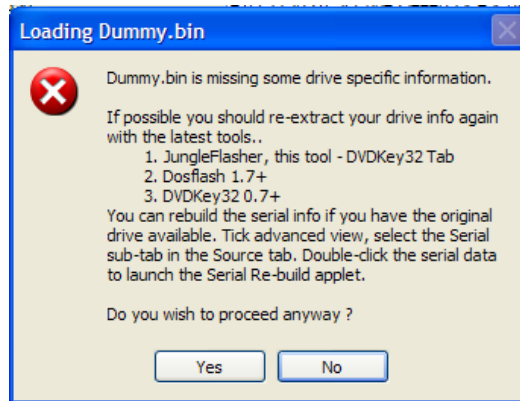 Loading Dummy.bin
Dummy.bin is missing some drive specific information.
If possible you should re-extract your drive info again
with the latest tools..
1. JungleFlasher, this tool - DVDKey32 Tab
2. Dosflash 1.7+
3. DVDKey32 0.7+
You can rebuild the serial info if you have the original
drive available. Tick advanced view, select the Serial
sub-tab in the Source tab. Double-click the serial data
to launch the Serial Re-build applet.
Do you wish to proceed anyway ?
Yes
No